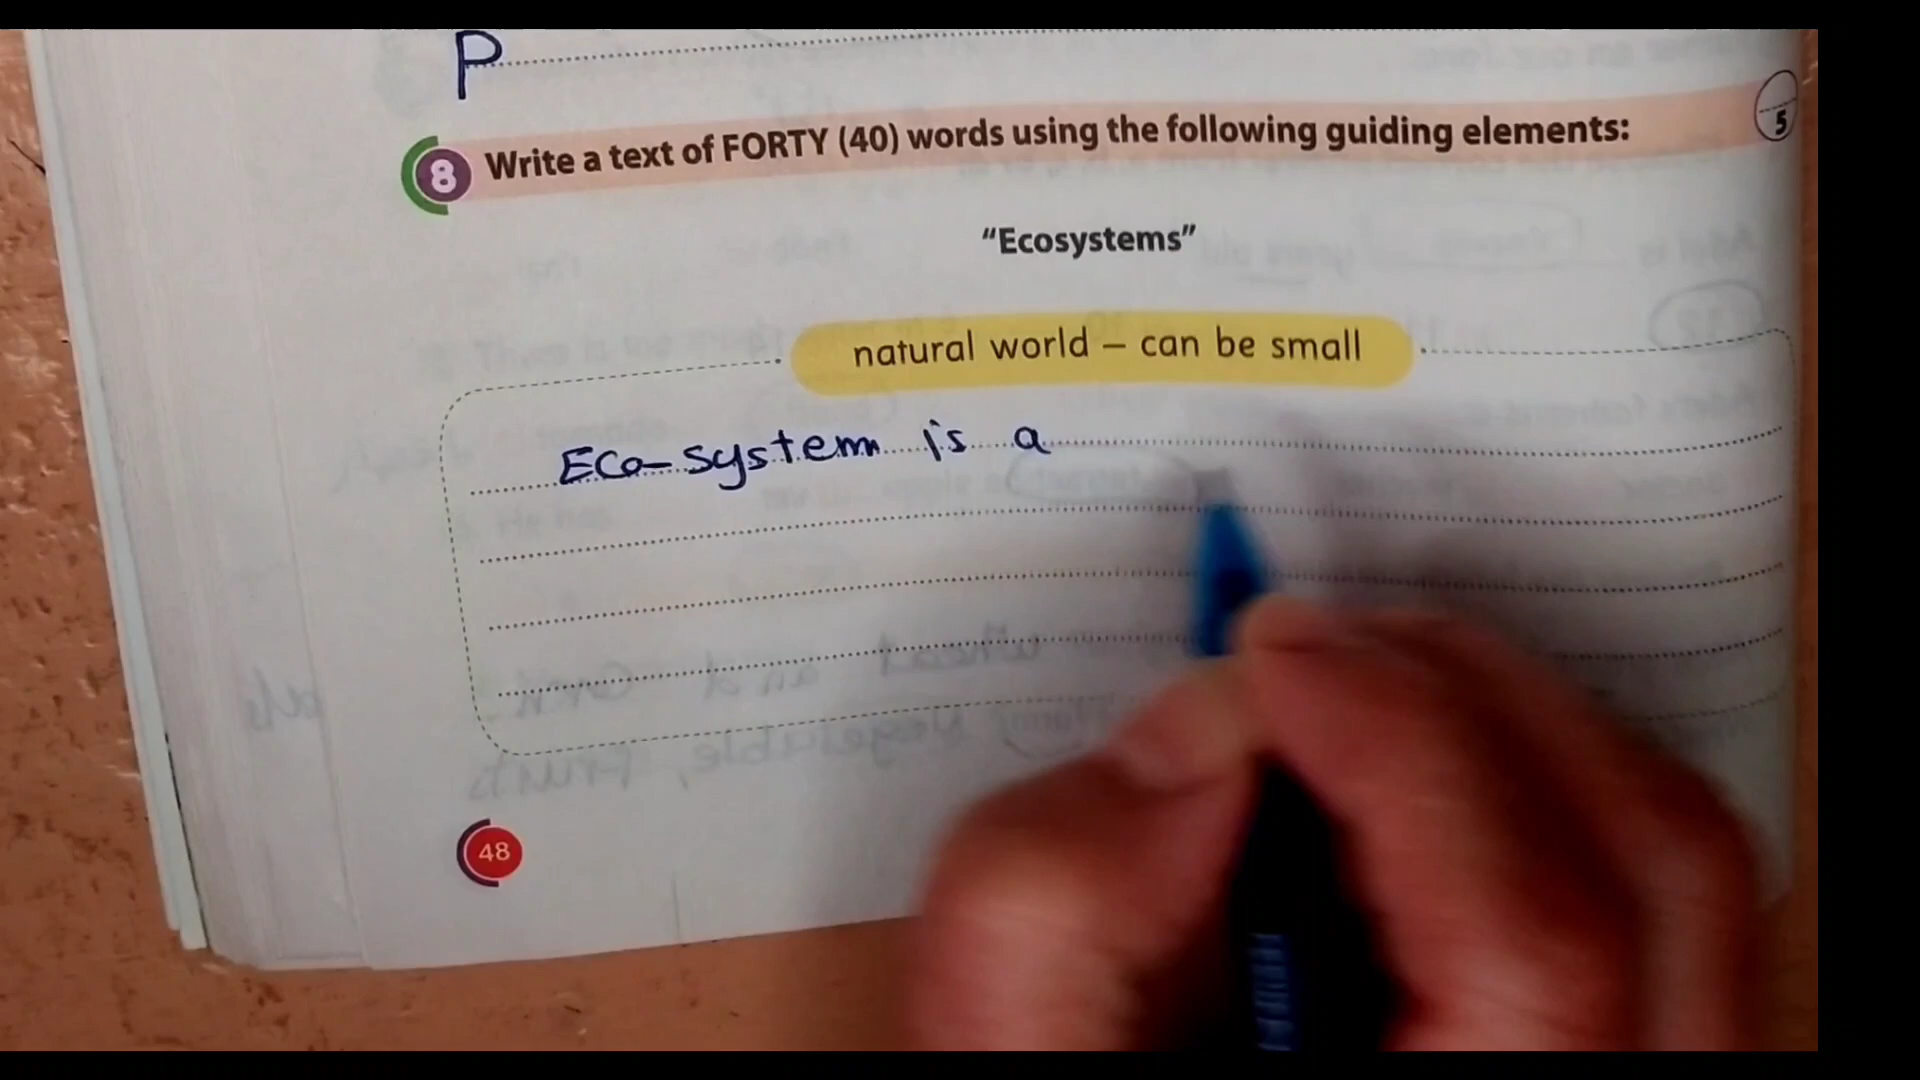 P
5
8 Write a text of FORTY (40) words using the following guiding elements:
"Ecosystems"
natural world – can be small
Eco-system is a
48